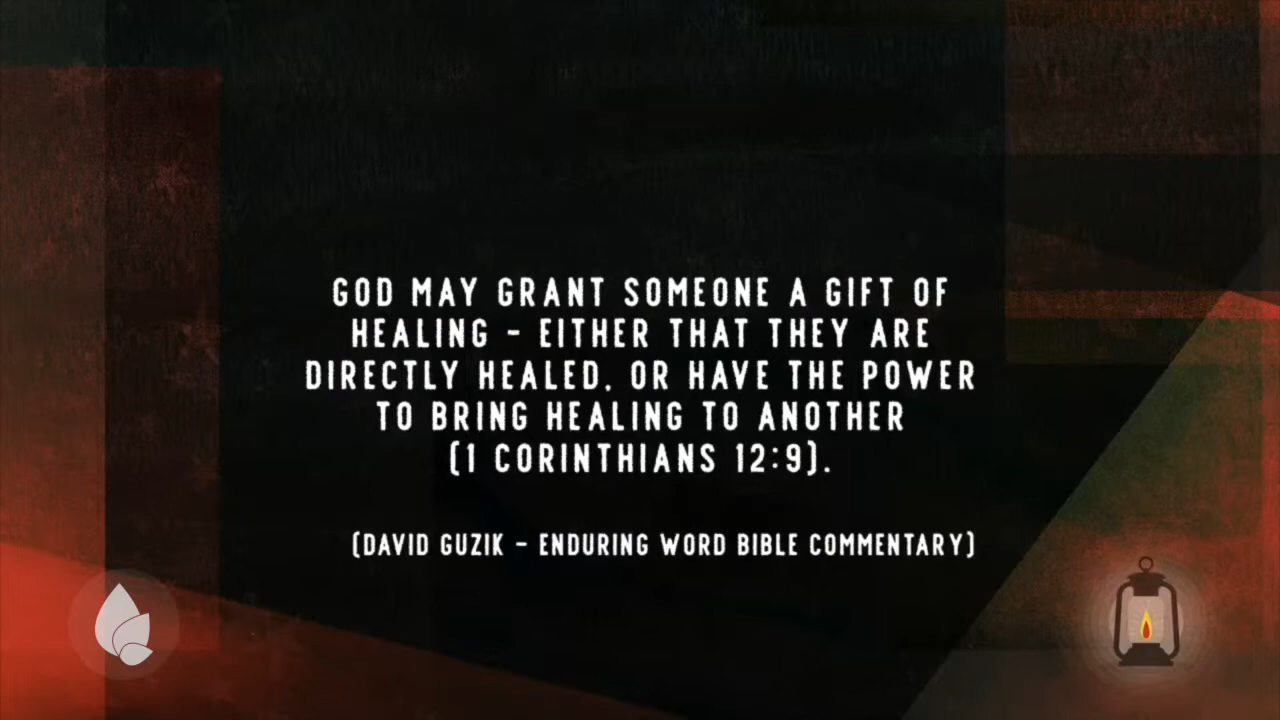 GOD MAY GRANT SOMEONE A GIFT OF
HEALING - EITHER THAT THEY ARE
DIRECTLY HEALED, OR HAVE THE POWER
TO BRING HEALING TO ANOTHER
(1 CORINTHIANS 12:9).
(DAVID GUZIK - ENDURING WORD BIBLE COMMENTARY)